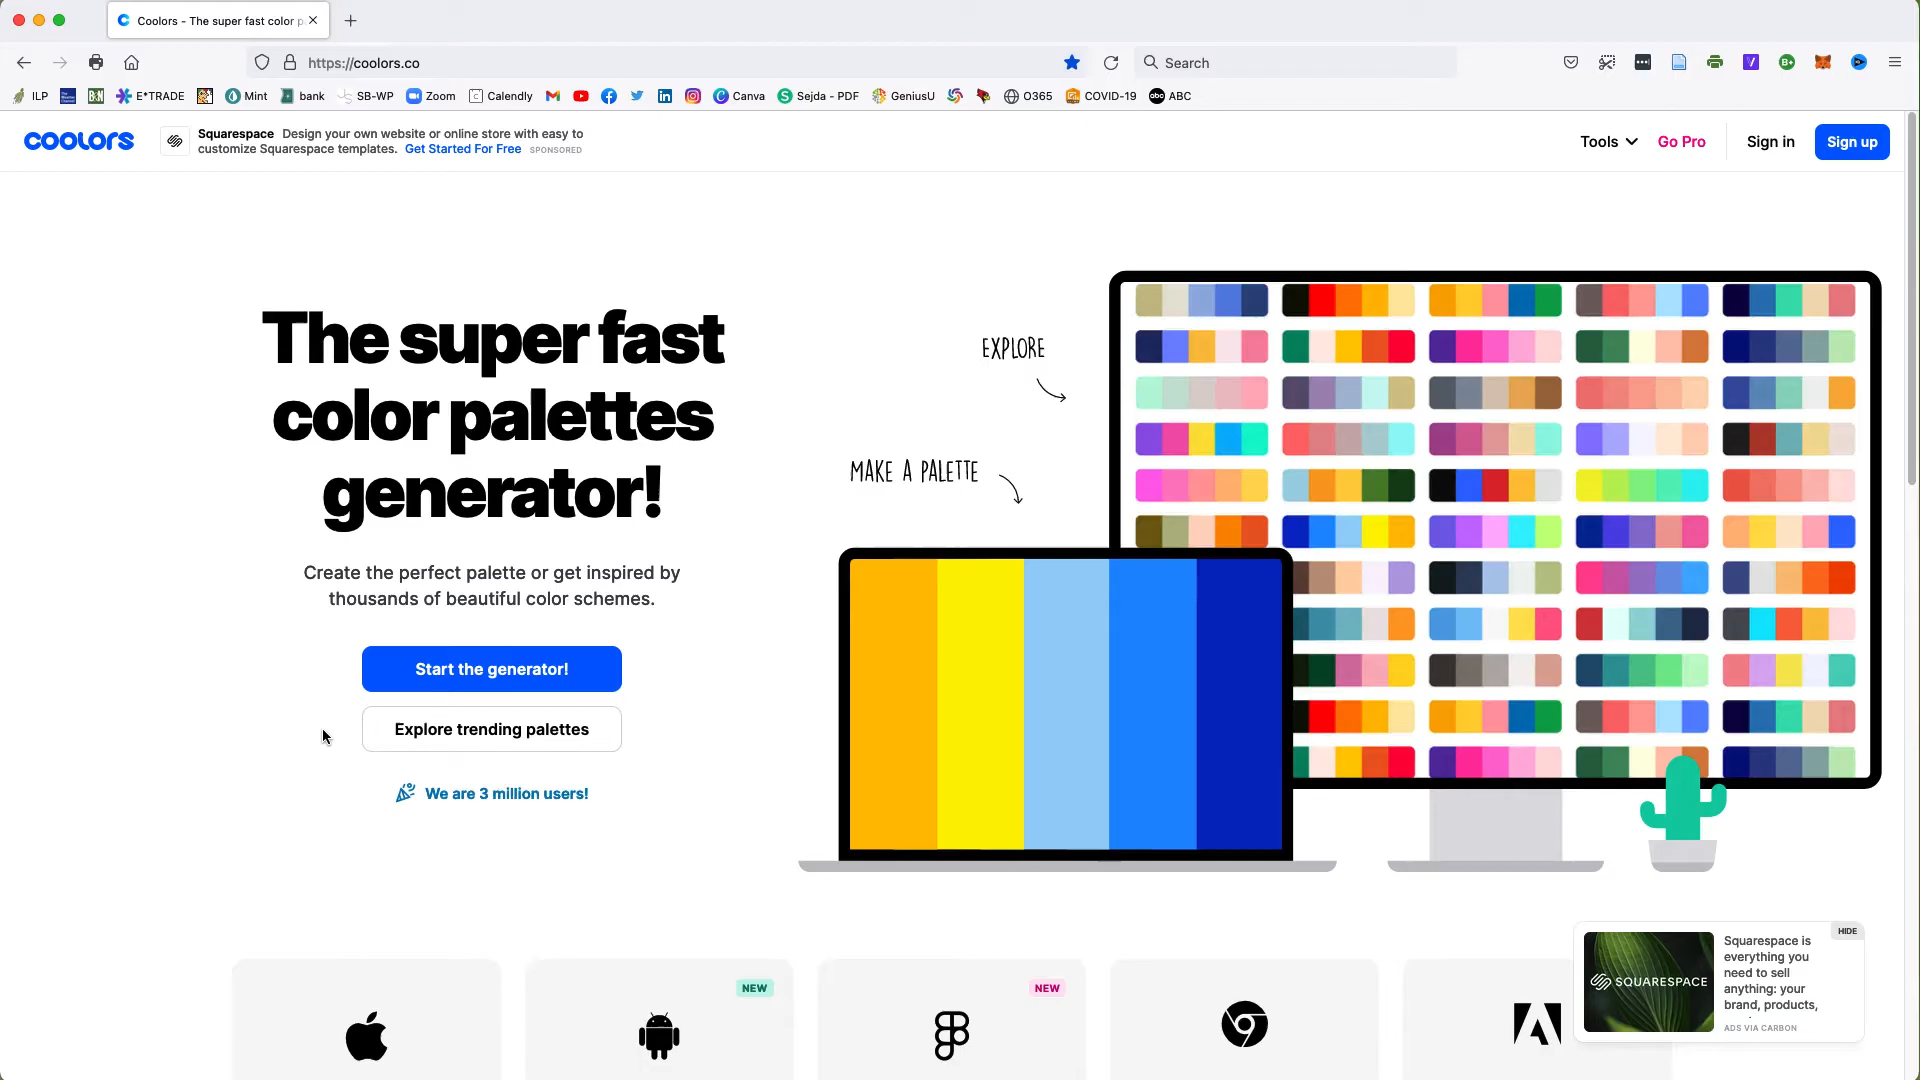 Coolors - The super fast color p
https://coolors.co
Search
ILP
E*TRADE
Mint
bank
SB-WP
Zoom
Calendly
Canva
Sejda - PDF
GeniusU
O365
COVID-19
abc
ABC
COOLORS
Squarespace Design your own website or online store with easy to
customize Squarespace templates. Get Started For Free SPONSORED
Tools
Go Pro
Sign in
Sign up
The super fast
color palettes
generator!
Create the perfect palette or get inspired by
thousands of beautiful color schemes.
Start the generator!
Explore trending palettes
We are 3 million users!
EXPLORE
MAKE A PALETTE
NEW
NEW
HIDE
SQUARESPACE
Squarespace is
everything you
need to sell
anything: your
brand, products,
ADS VIA CARBON